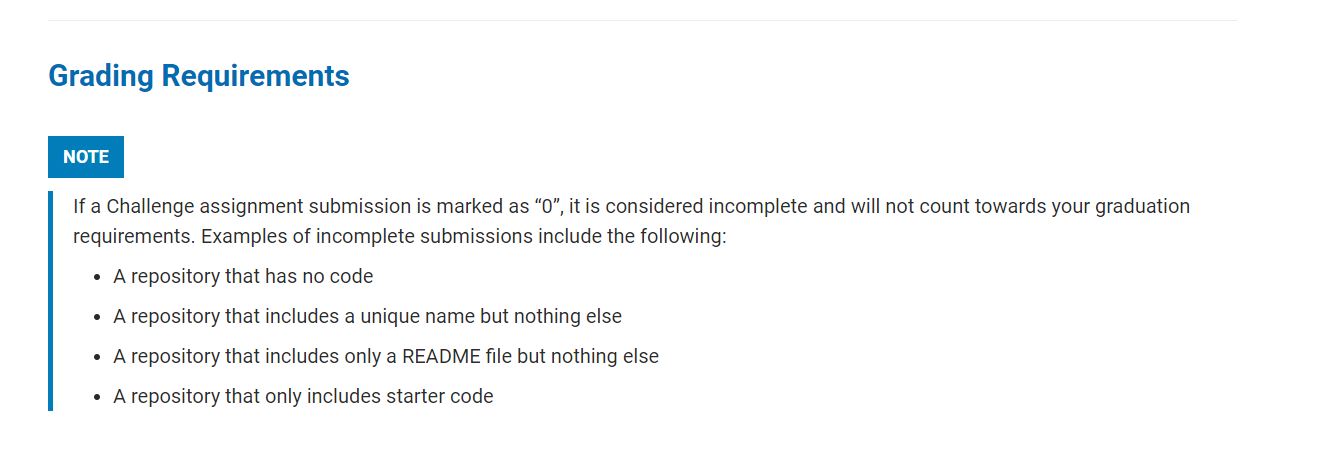 Grading Requirements
NOTE
If a Challenge assignment submission is marked as “0”, it is considered incomplete and will not count towards your graduation
requirements. Examples of incomplete submissions include the following:
• A repository that has no code
• A repository that includes a unique name but nothing else
• A repository that includes only a README file but nothing else
• A repository that only includes starter code